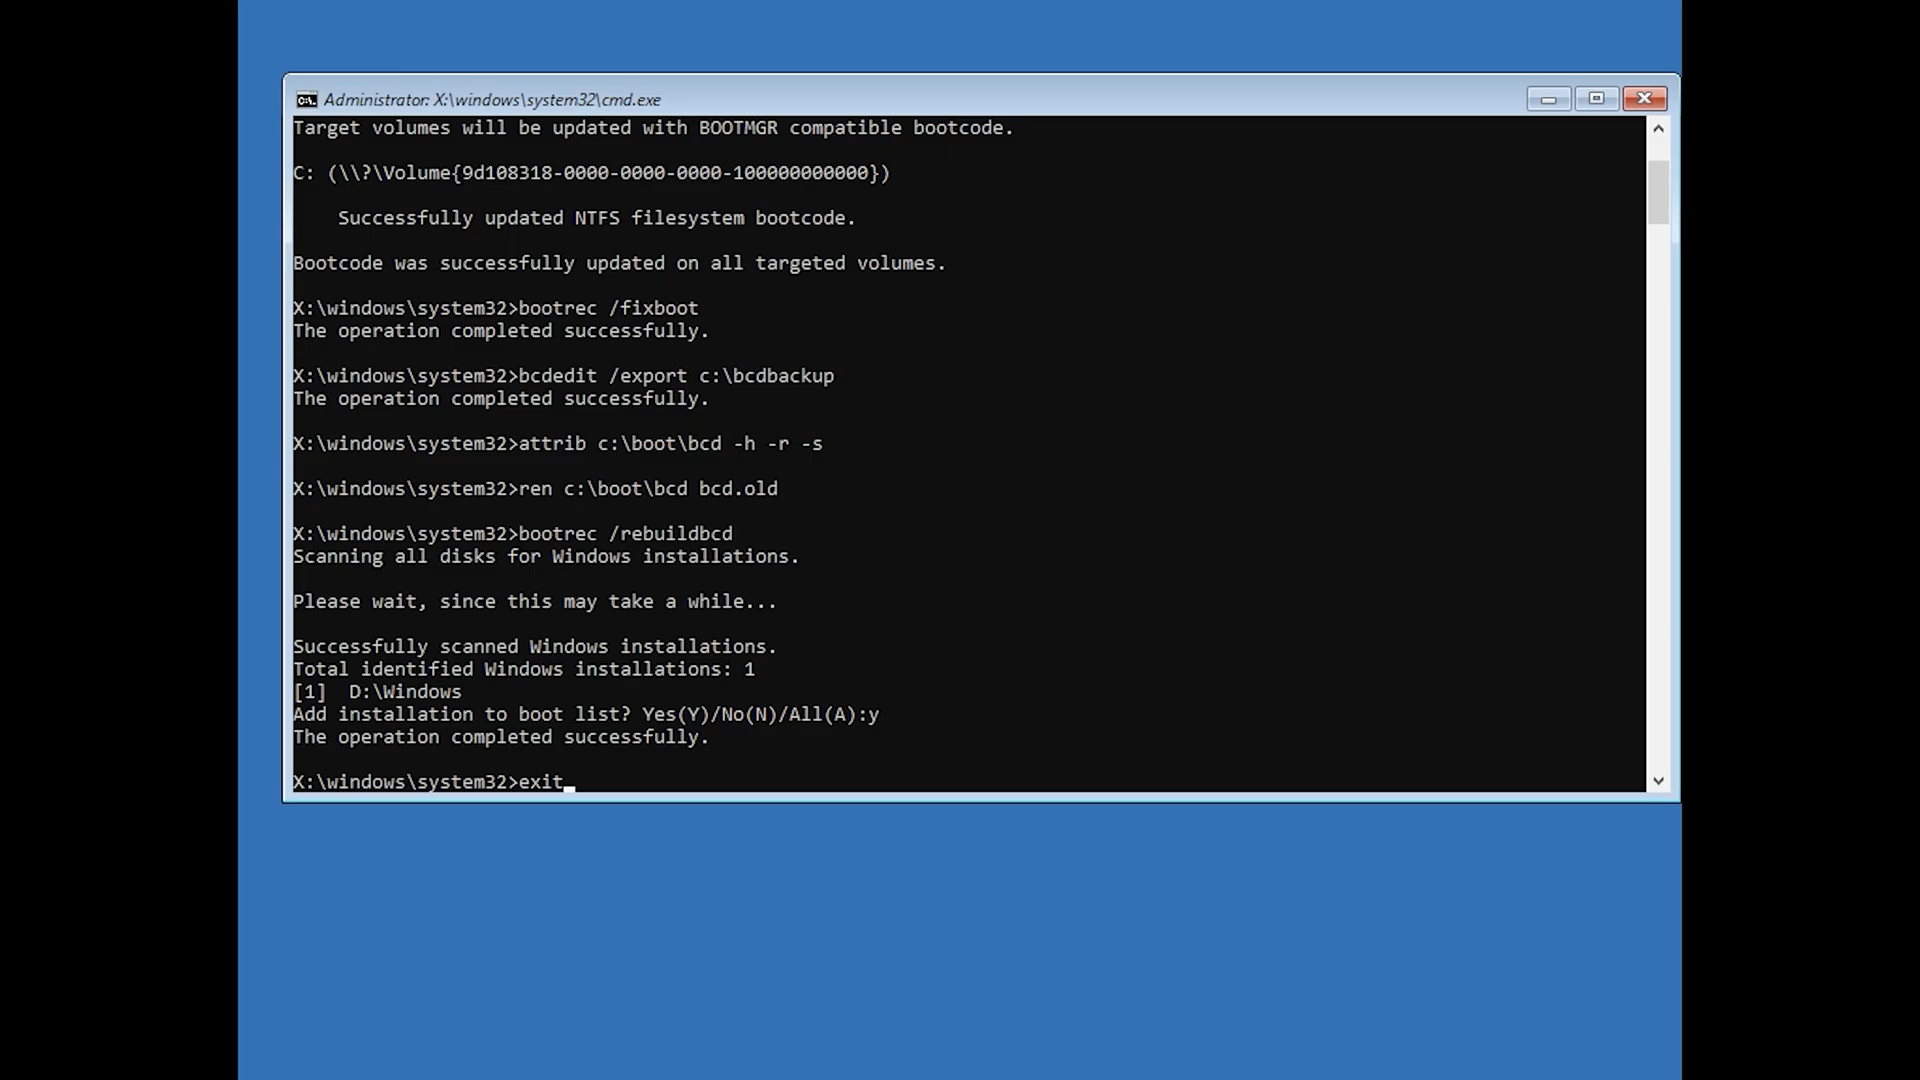 Administrator: X:\windows\system32\cmd.exe
Target volumes will be updated with BOOTMGR compatible bootcode.
C: (\\?\Volume{9d108318-0000-0000-0000-100000000000})
Successfully updated NTFS filesystem bootcode.
Bootcode was successfully updated on all targeted volumes.
X:\windows\system32>bootrec /fixboot
The operation completed successfully.
X:\windows\system32>bcdedit /export c:\bcdbackup
The operation completed successfully.
X:\windows\system32>attrib c:\boot\bcd -h -r -s
X:\windows\system32>ren c:\boot\bcd bcd.old
X:\windows\system32>bootrec /rebuildbcd
Scanning all disks for Windows installations.
Please wait, since this may take a while...
Successfully scanned Windows installations.
Total identified Windows installations: 1
[1]  D:\Windows
Add installation to boot list? Yes(Y)/No(N)/All(A):y
The operation completed successfully.
X:\windows\system32>exit